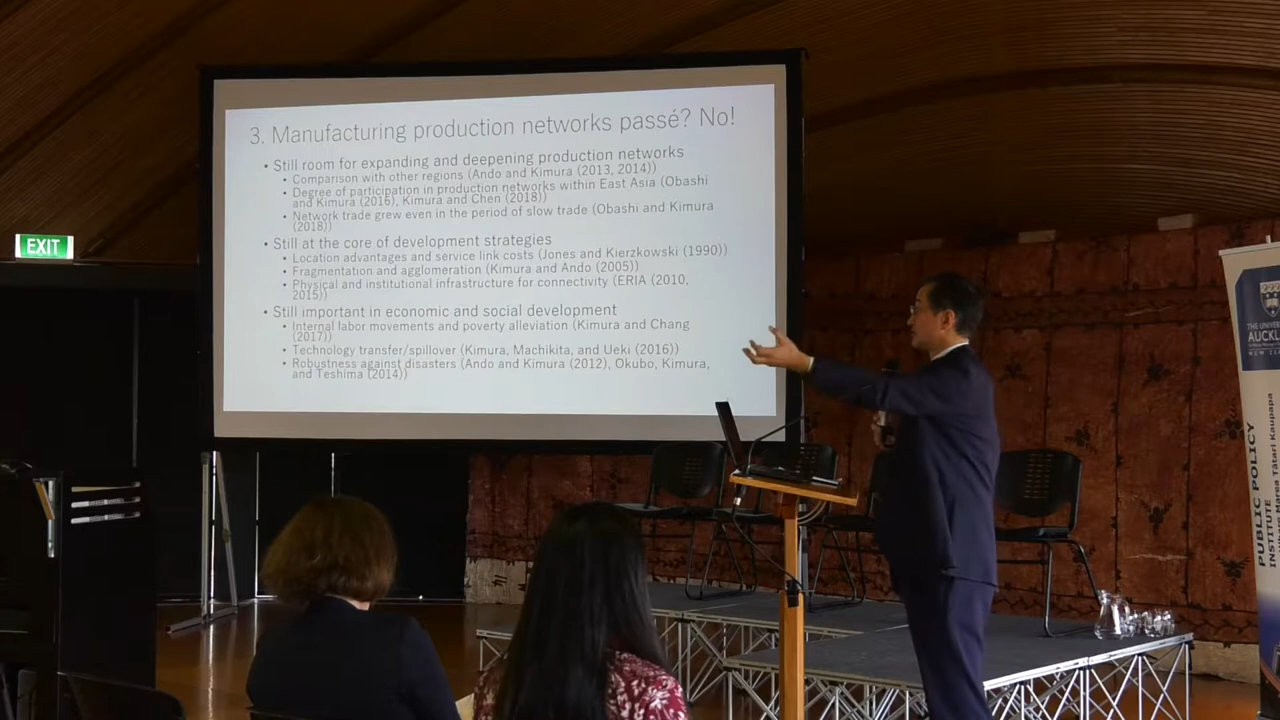 3. Manufacturing production networks passé? No!
• Still room for expanding and deepening production networks
• Comparison with other regions (Ando and Kimura (2013, 2014))
• Degree of participation in production networks within East Asia (Obashi
and Kimura (2016), Kimura and Chen (2018))
• Network trade grew even in the period of slow trade (Obashi and Kimura
(2018))
• Still at the core of development strategies
• Location advantages and service link costs (Jones and Kierzkowski (1990))
• Fragmentation and agglomeration (Kimura and Ando (2005))
• Physical and institutional infrastructure for connectivity (ERIA (2010,
2015))
• Still important in economic and social development
• Internal labor movements and poverty alleviation (Kimura and Chang
(2017))
• Technology transfer/spillover (Kimura, Machikita, and Ueki (2016))
• Robustness against disasters (Ando and Kimura (2012), Okubo, Kimura,
and Teshima (2014))
EXIT
THE UNIVE
AUCKL
NEW ZEA
PUBLIC POLICY
INSTITUTE
Tātari Kaupapa